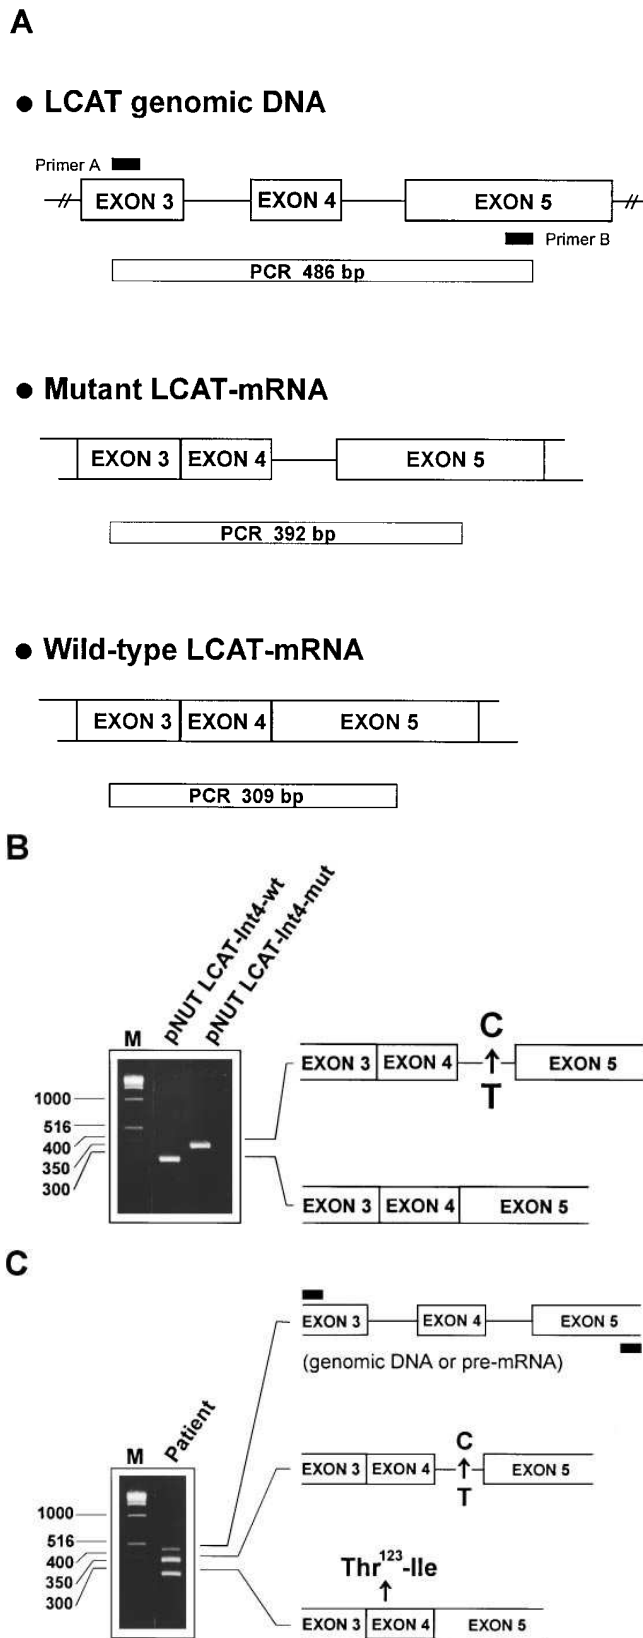 A
● LCAT genomic DNA
Primer A
EXON 3 EXON 4 EXON 5
Primer B
PCR 486 bp
● Mutant LCAT-mRNA
EXON 3 EXON 4 EXON 5
PCR 392 bp
● Wild-type LCAT-mRNA
EXON 3 EXON 4 EXON 5
PCR 309 bp
B
M pNUT LCAT-Int4-wt pNUT LCAT-Int4-mut
1000
516
400
350
300
C
EXON 3 EXON 4 EXON 5
T
EXON 3 EXON 4 EXON 5
C
EXON 3 EXON 4 EXON 5
(genomic DNA or pre-mRNA)
M Patient
1000
516
400
350
300
C
EXON 3 EXON 4 EXON 5
T
Thr123-Ile
EXON 3 EXON 4 EXON 5